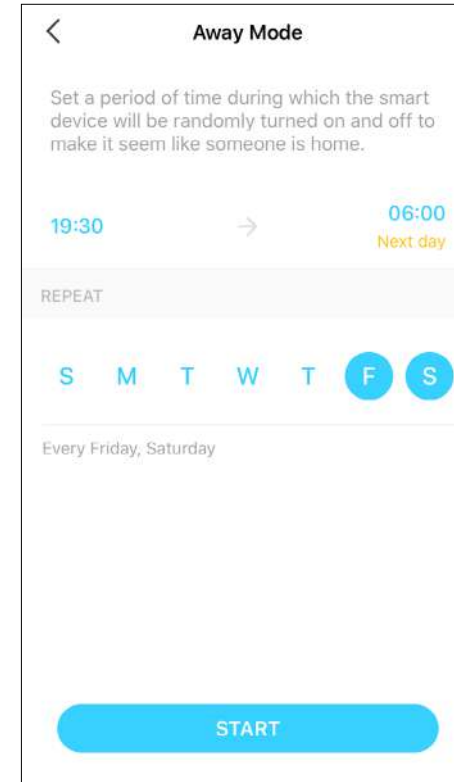 Away Mode
Set a period of time during which the smart
device will be randomly turned on and off to
make it seem like someone is home.
19:30 → 06:00
Next day
REPEAT
S M T W T F S
Every Friday, Saturday
START